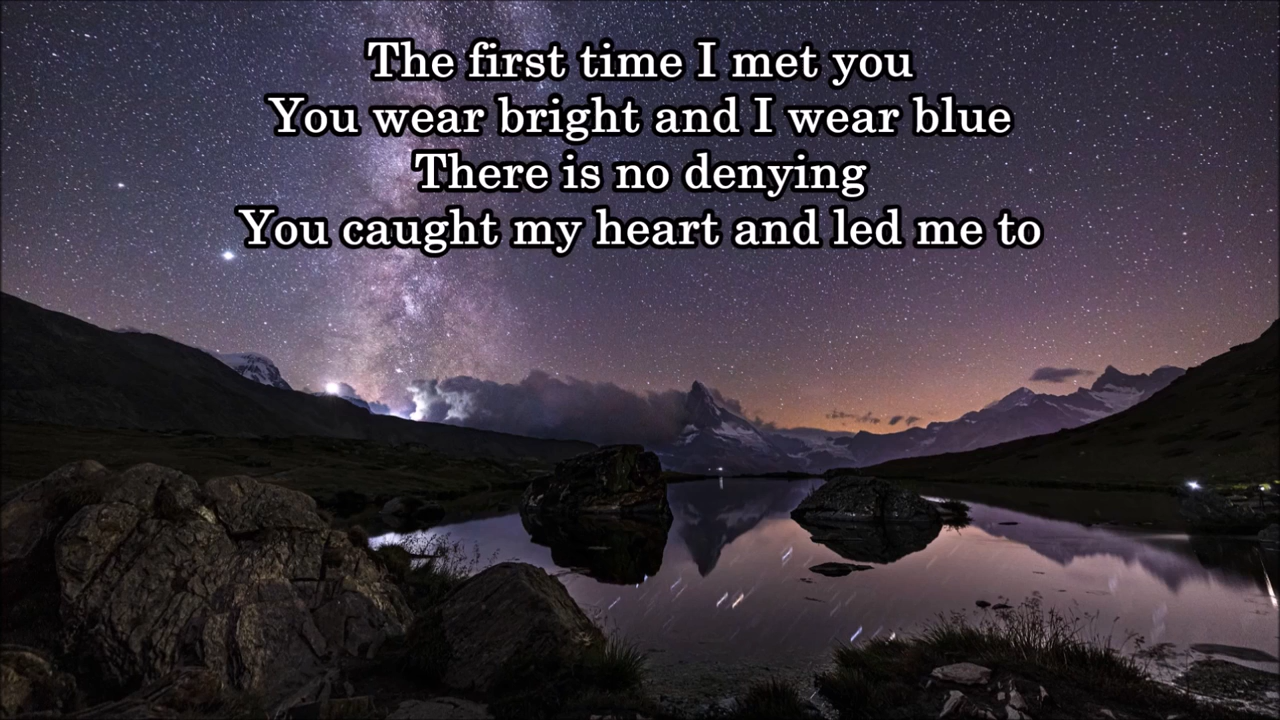 The first time I met you
You wear bright and I wear blue
There is no denying
You caught my heart and led me to